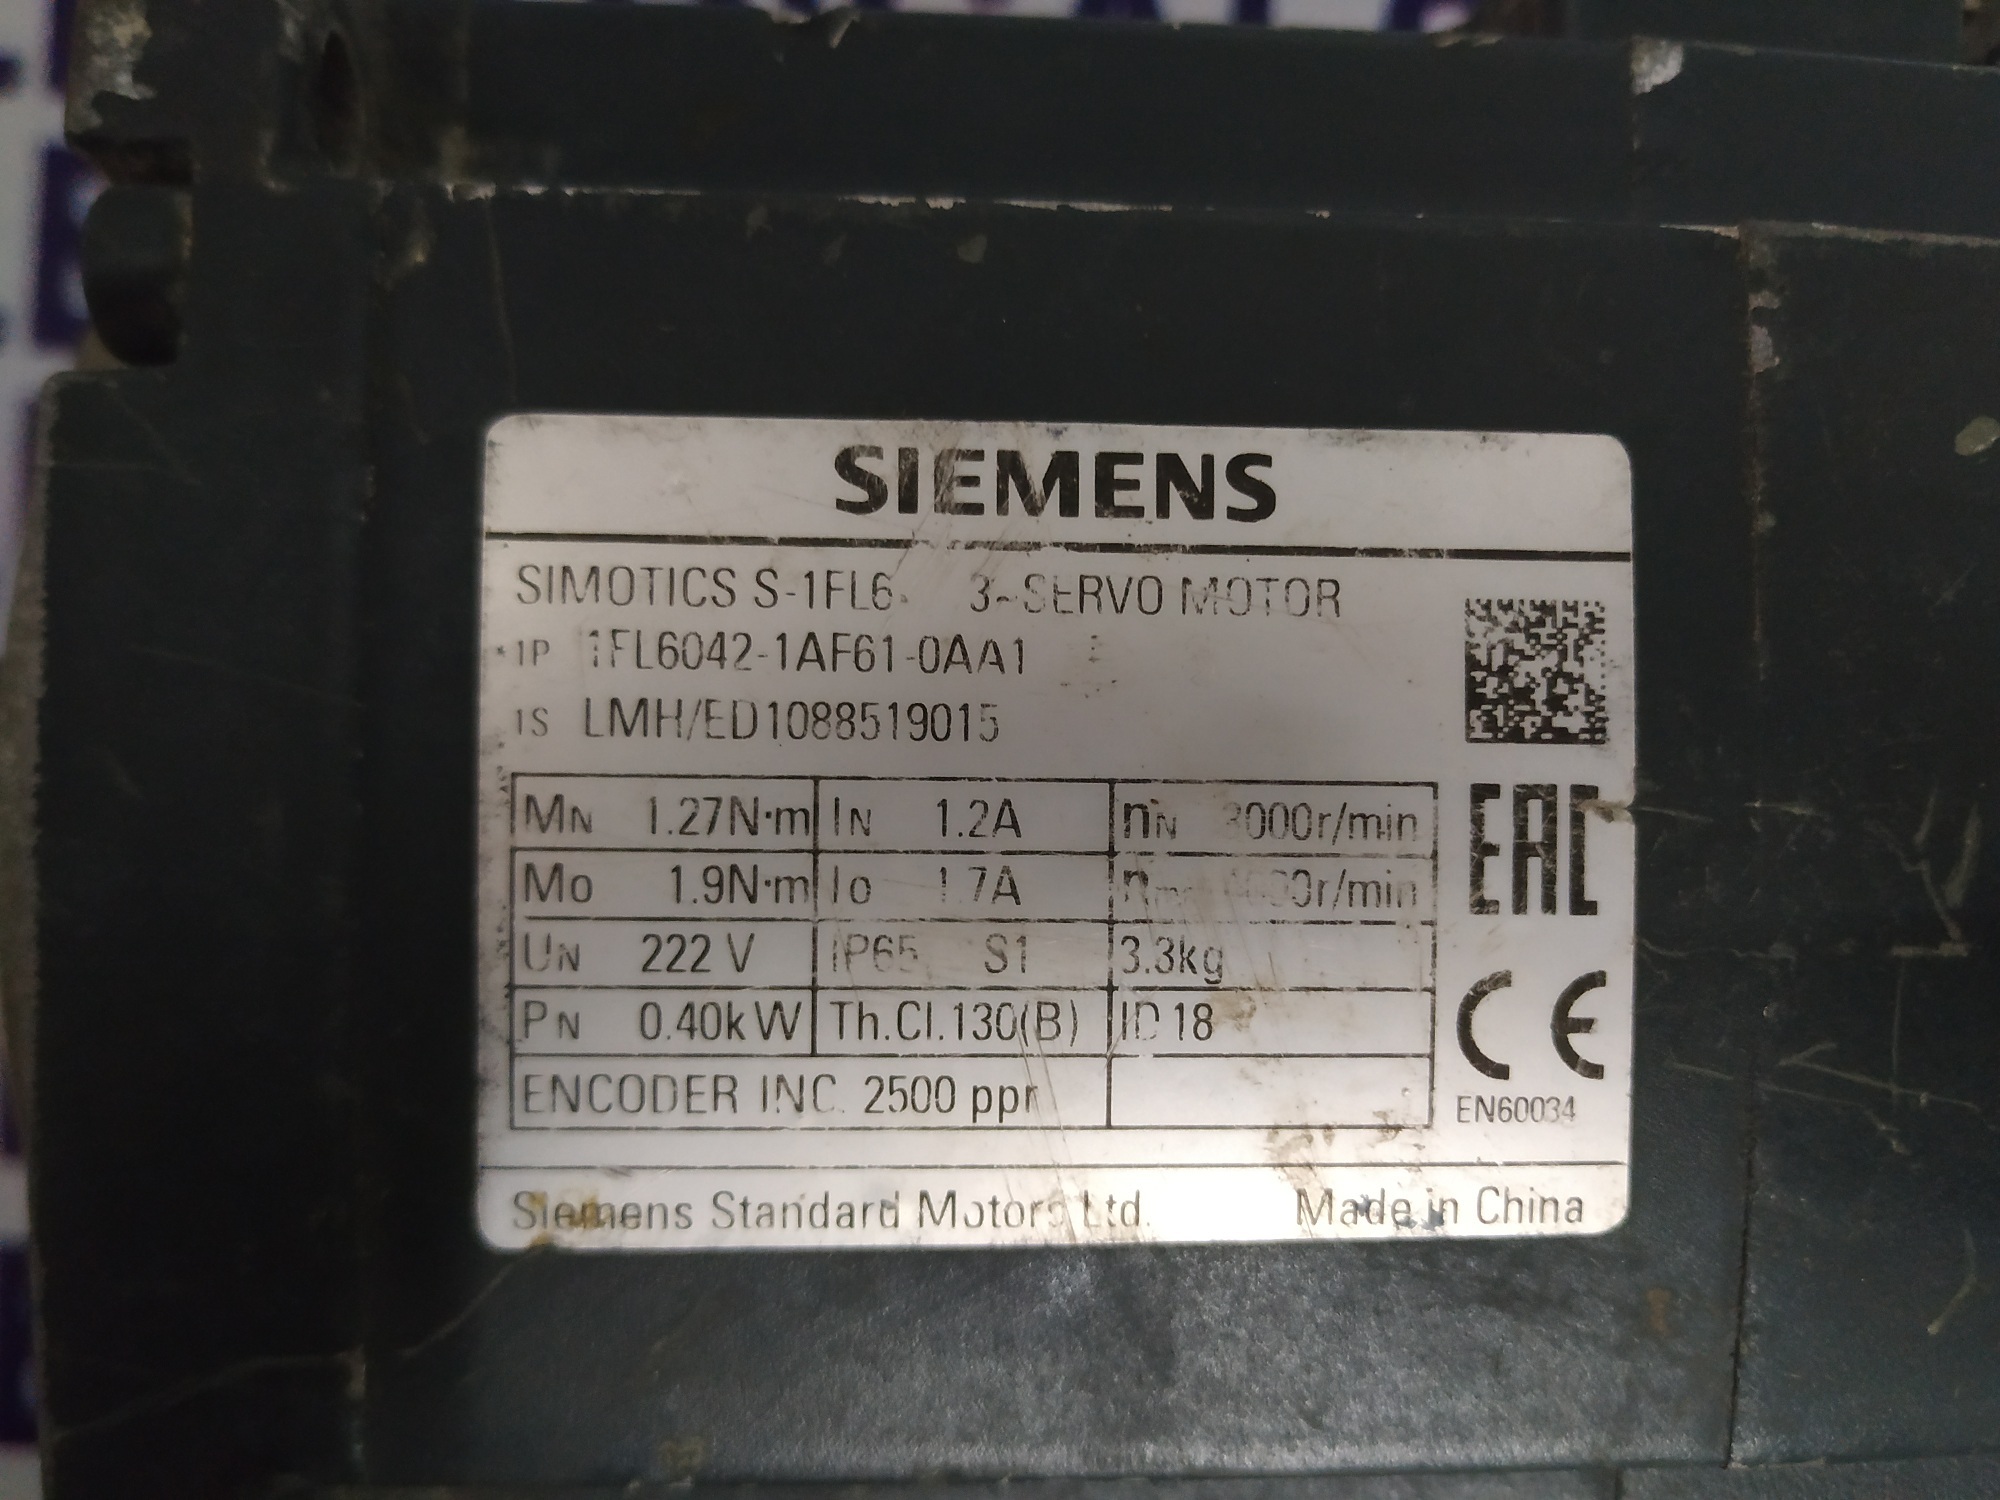 SIEMENS
SIMOTICS S-1FL6 3~SERVO MOTOR
1P 1FL6042-1AF61-0AA1
1S LMH/ED1088519015
MN 1.27N·m IN 1.2A nN 3000r/min
Mo 1.9N·m Io 1.7A r/min
UN 222 V IP65 S1 3.3kg
PN 0.40kW Th.Cl.130(B) ID 18
ENCODER INC. 2500 ppr
EAC
CE
EN60034
Siemens Standard Motors Ltd. Made in China